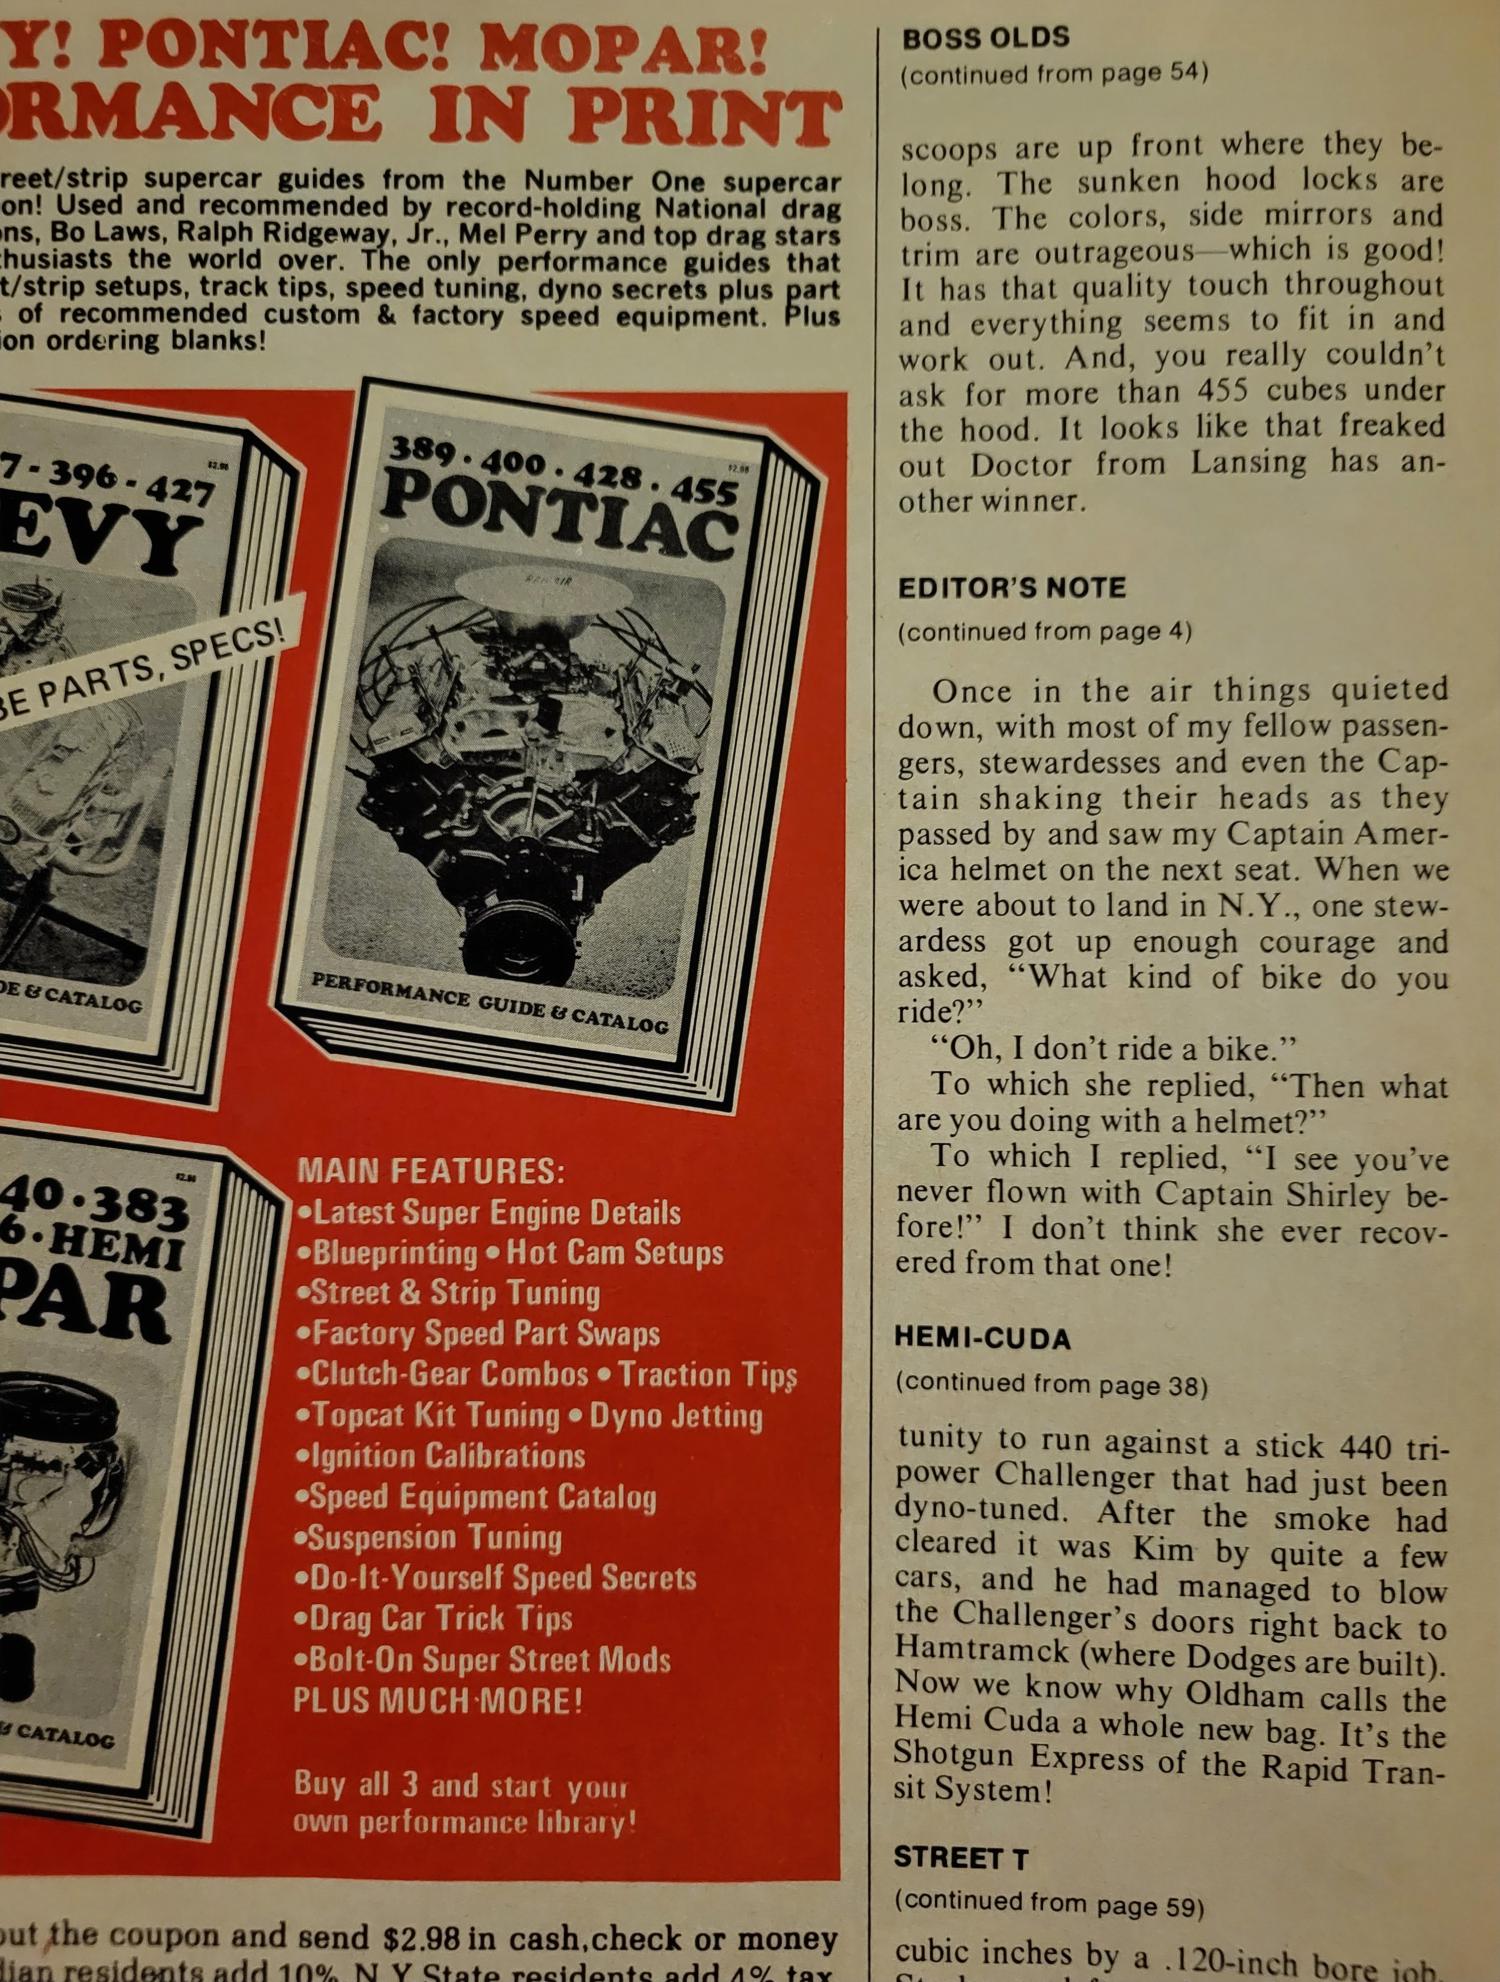 Y! PONTIAC! MOPAR!
ORMANCE IN PRINT
reet/strip supercar guides from the Number One supercar
on! Used and recommended by record-holding National drag
ons, Bo Laws, Ralph Ridgeway, Jr., Mel Perry and top drag stars
thusiasts the world over. The only performance guides that
t/strip setups, track tips, speed tuning, dyno secrets plus part
s of recommended custom & factory speed equipment. Plus
ion ordering blanks!
$2.98
7 - 396 - 427
EVY
BE PARTS, SPECS!
DE & CATALOG
$2.98
389 · 400 · 428 · 455
PONTIAC
RAM AIR
PERFORMANCE GUIDE & CATALOG
$2.98
40 · 383
6 · HEMI
PAR
& CATALOG
MAIN FEATURES:
•Latest Super Engine Details
•Blueprinting • Hot Cam Setups
•Street & Strip Tuning
•Factory Speed Part Swaps
•Clutch-Gear Combos • Traction Tips
•Topcat Kit Tuning • Dyno Jetting
•Ignition Calibrations
•Speed Equipment Catalog
•Suspension Tuning
•Do-It-Yourself Speed Secrets
•Drag Car Trick Tips
•Bolt-On Super Street Mods
PLUS MUCH MORE!
Buy all 3 and start your
own performance library!
out the coupon and send $2.98 in cash, check or money
dian residents add 10%. N.Y. State residents add 4% tax.
BOSS OLDS
(continued from page 54)
scoops are up front where they be-
long. The sunken hood locks are
boss. The colors, side mirrors and
trim are outrageous—which is good!
It has that quality touch throughout
and everything seems to fit in and
work out. And, you really couldn't
ask for more than 455 cubes under
the hood. It looks like that freaked
out Doctor from Lansing has an-
other winner.
EDITOR'S NOTE
(continued from page 4)
Once in the air things quieted
down, with most of my fellow passen-
gers, stewardesses and even the Cap-
tain shaking their heads as they
passed by and saw my Captain Amer-
ica helmet on the next seat. When we
were about to land in N.Y., one stew-
ardess got up enough courage and
asked, “What kind of bike do you
ride?”
“Oh, I don't ride a bike.”
To which she replied, “Then what
are you doing with a helmet?”
To which I replied, “I see you've
never flown with Captain Shirley be-
fore!” I don't think she ever recov-
ered from that one!
HEMI-CUDA
(continued from page 38)
tunity to run against a stick 440 tri-
power Challenger that had just been
dyno-tuned. After the smoke had
cleared it was Kim by quite a few
cars, and he had managed to blow
the Challenger's doors right back to
Hamtramck (where Dodges are built).
Now we know why Oldham calls the
Hemi Cuda a whole new bag. It's the
Shotgun Express of the Rapid Tran-
sit System!
STREET T
(continued from page 59)
cubic inches by a .120-inch bore job.